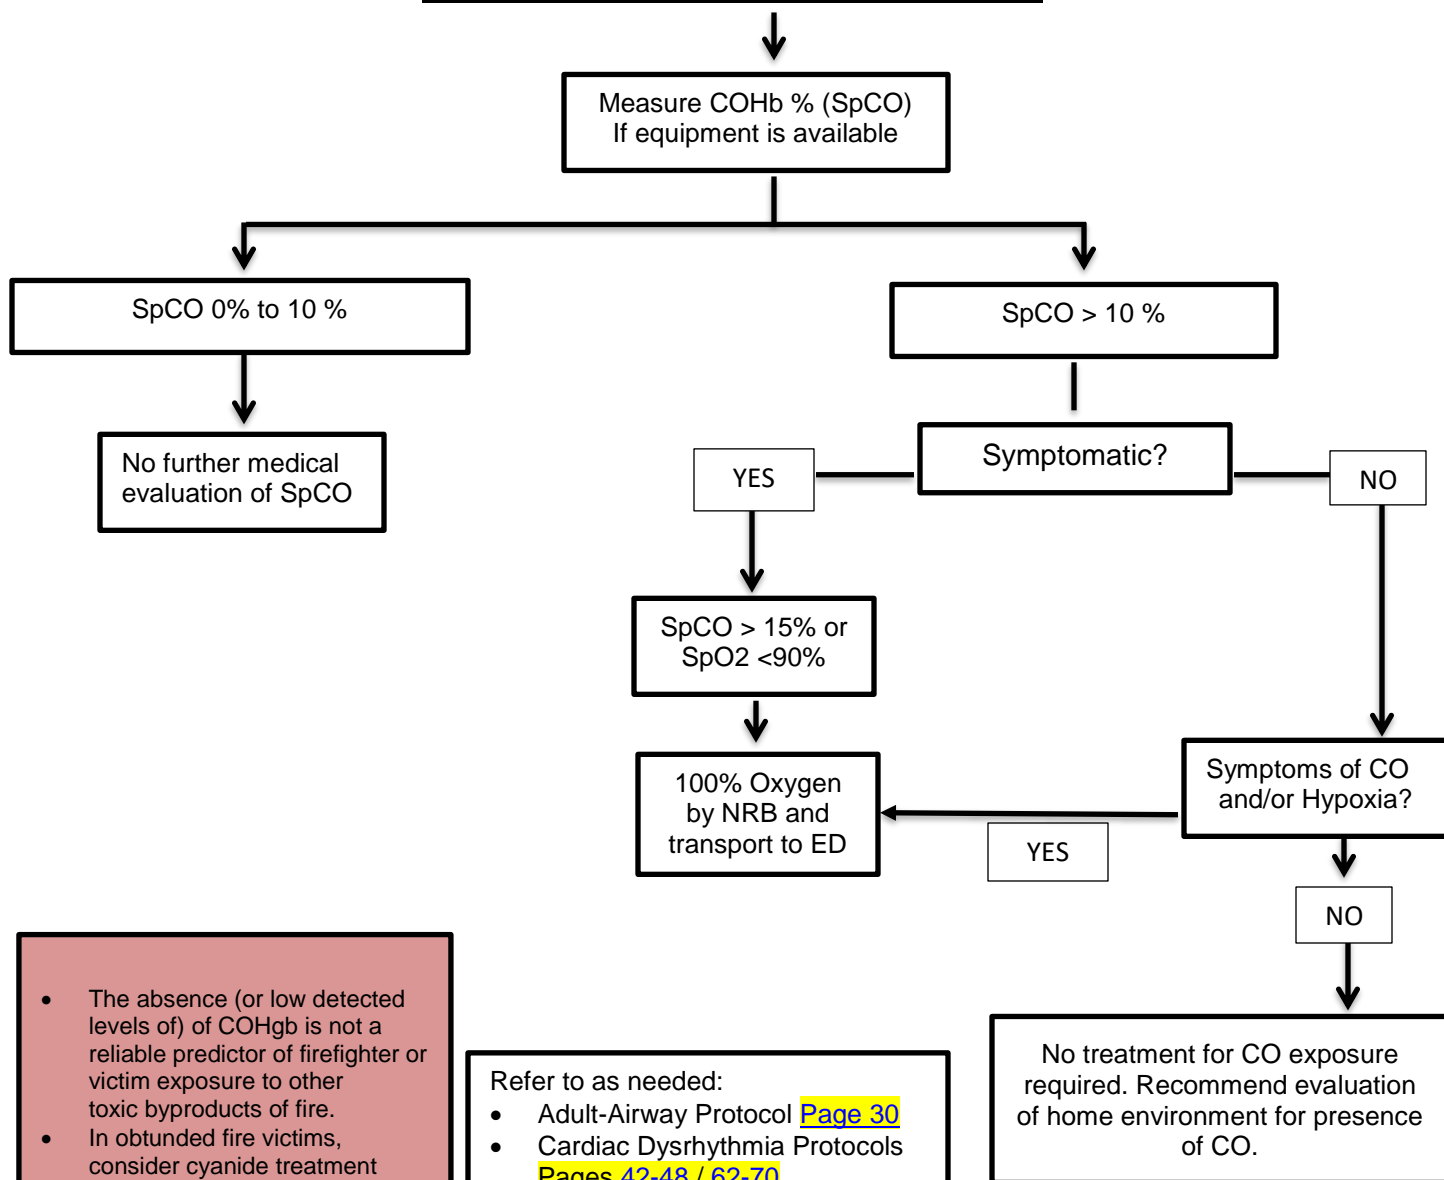 Measure COHb % (SpCO)
If equipment is available
SpCO 0% to 10 %
SpCO > 10 %
No further medical
evaluation of SpCO
Symptomatic?
YES
NO
SpCO > 15% or
SpO2 <90%
100% Oxygen
by NRB and
transport to ED
Symptoms of CO
and/or Hypoxia?
YES
NO
• The absence (or low detected
levels of) of COHgb is not a
reliable predictor of firefighter or
victim exposure to other
toxic byproducts of fire.
• In obtunded fire victims,
consider cyanide treatment
Refer to as needed:
• Adult-Airway Protocol Page 30
• Cardiac Dysrhythmia Protocols
Pages 42-48 / 62-70
No treatment for CO exposure
required. Recommend evaluation
of home environment for presence
of CO.